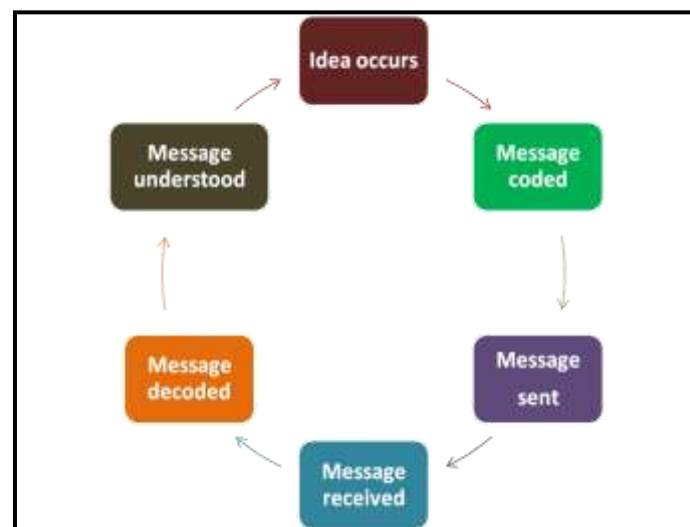 Idea occurs
Message
coded
Message
sent
Message
received
Message
decoded
Message
understood